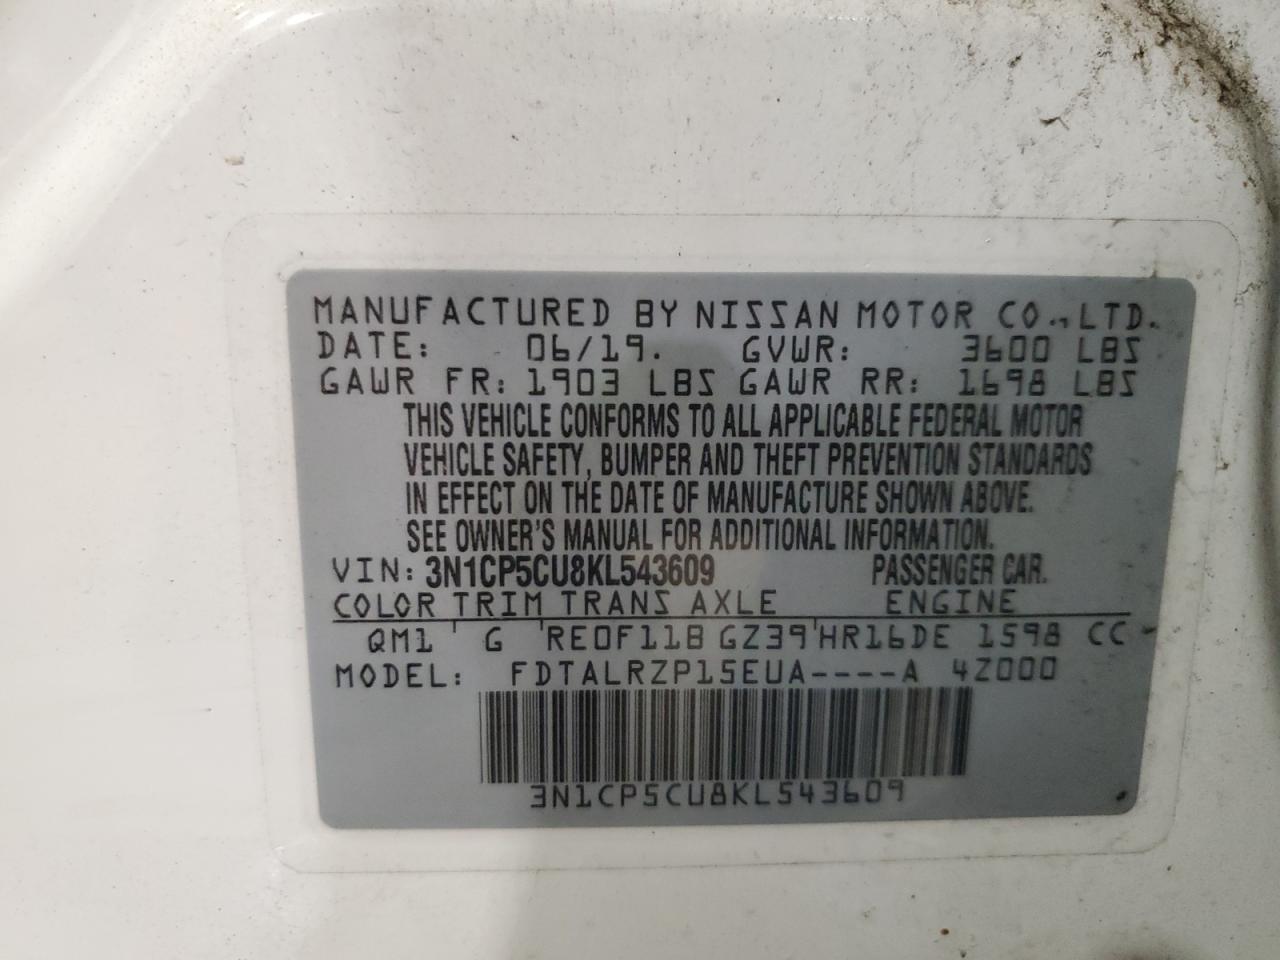 MANUFACTURED BY NISSAN MOTOR CO.,LTD.
DATE: 06/19. GVWR: 3600 LBS
GAWR FR: 1903 LBS GAWR RR: 1698 LBS
THIS VEHICLE CONFORMS TO ALL APPLICABLE FEDERAL MOTOR
VEHICLE SAFETY, BUMPER AND THEFT PREVENTION STANDARDS
IN EFFECT ON THE DATE OF MANUFACTURE SHOWN ABOVE.
SEE OWNER'S MANUAL FOR ADDITIONAL INFORMATION.
VIN: 3N1CP5CU8KL543609 PASSENGER CAR.
COLOR TRIM TRANS AXLE ENGINE
QM1 G RE0F11B GZ39 HR16DE 1598 CC
MODEL: FDTALRZP15EUA----A 4Z000
3N1CP5CU8KL543609